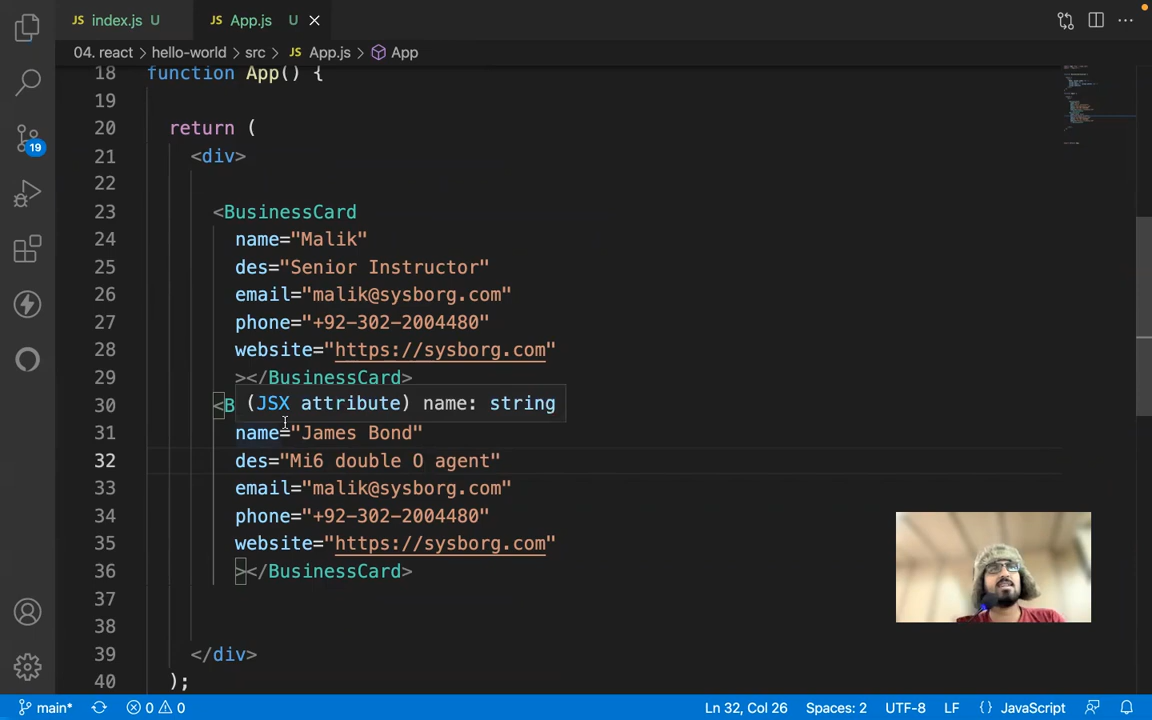 JS index.js U JS App.js U
04. react > hello-world > src > JS App.js > App
18 function App() {
19
20 return (
21 <div>
22
23 <BusinessCard
24 name="Malik"
25 des="Senior Instructor"
26 email="malik@sysborg.com"
27 phone="+92-302-2004480"
28 website="https://sysborg.com"
29 ></BusinessCard>
30 <B (JSX attribute) name: string
31 name="James Bond"
32 des="Mi6 double O agent"
33 email="malik@sysborg.com"
34 phone="+92-302-2004480"
35 website="https://sysborg.com"
36 ></BusinessCard>
37
38
39 </div>
40 );
19
main* 0 0 Ln 32, Col 26 Spaces: 2 UTF-8 LF {} JavaScript